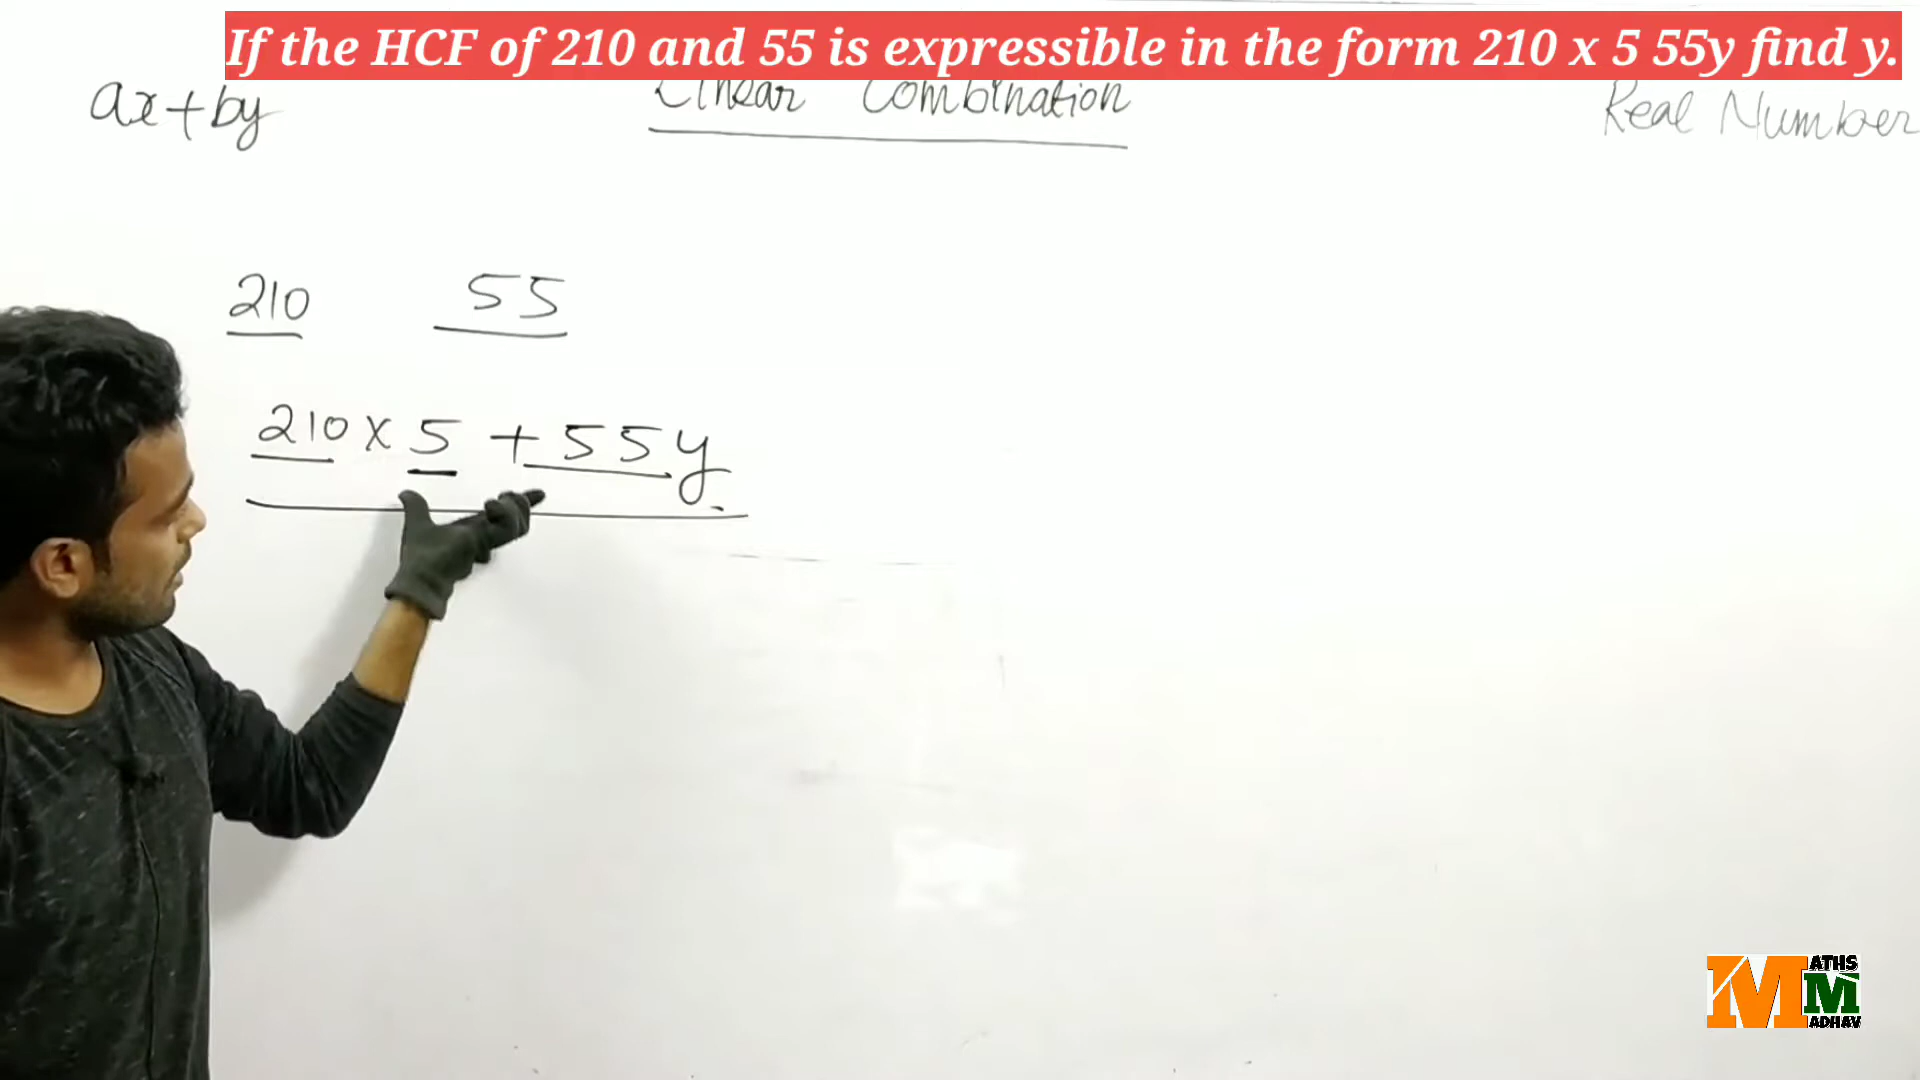 If the HCF of 210 and 55 is expressible in the form 210 x 5 55y find y.
ax+by
Linear Combination
Real Number
210 55
210 x 5 + 55y
MATHS
MADHAV